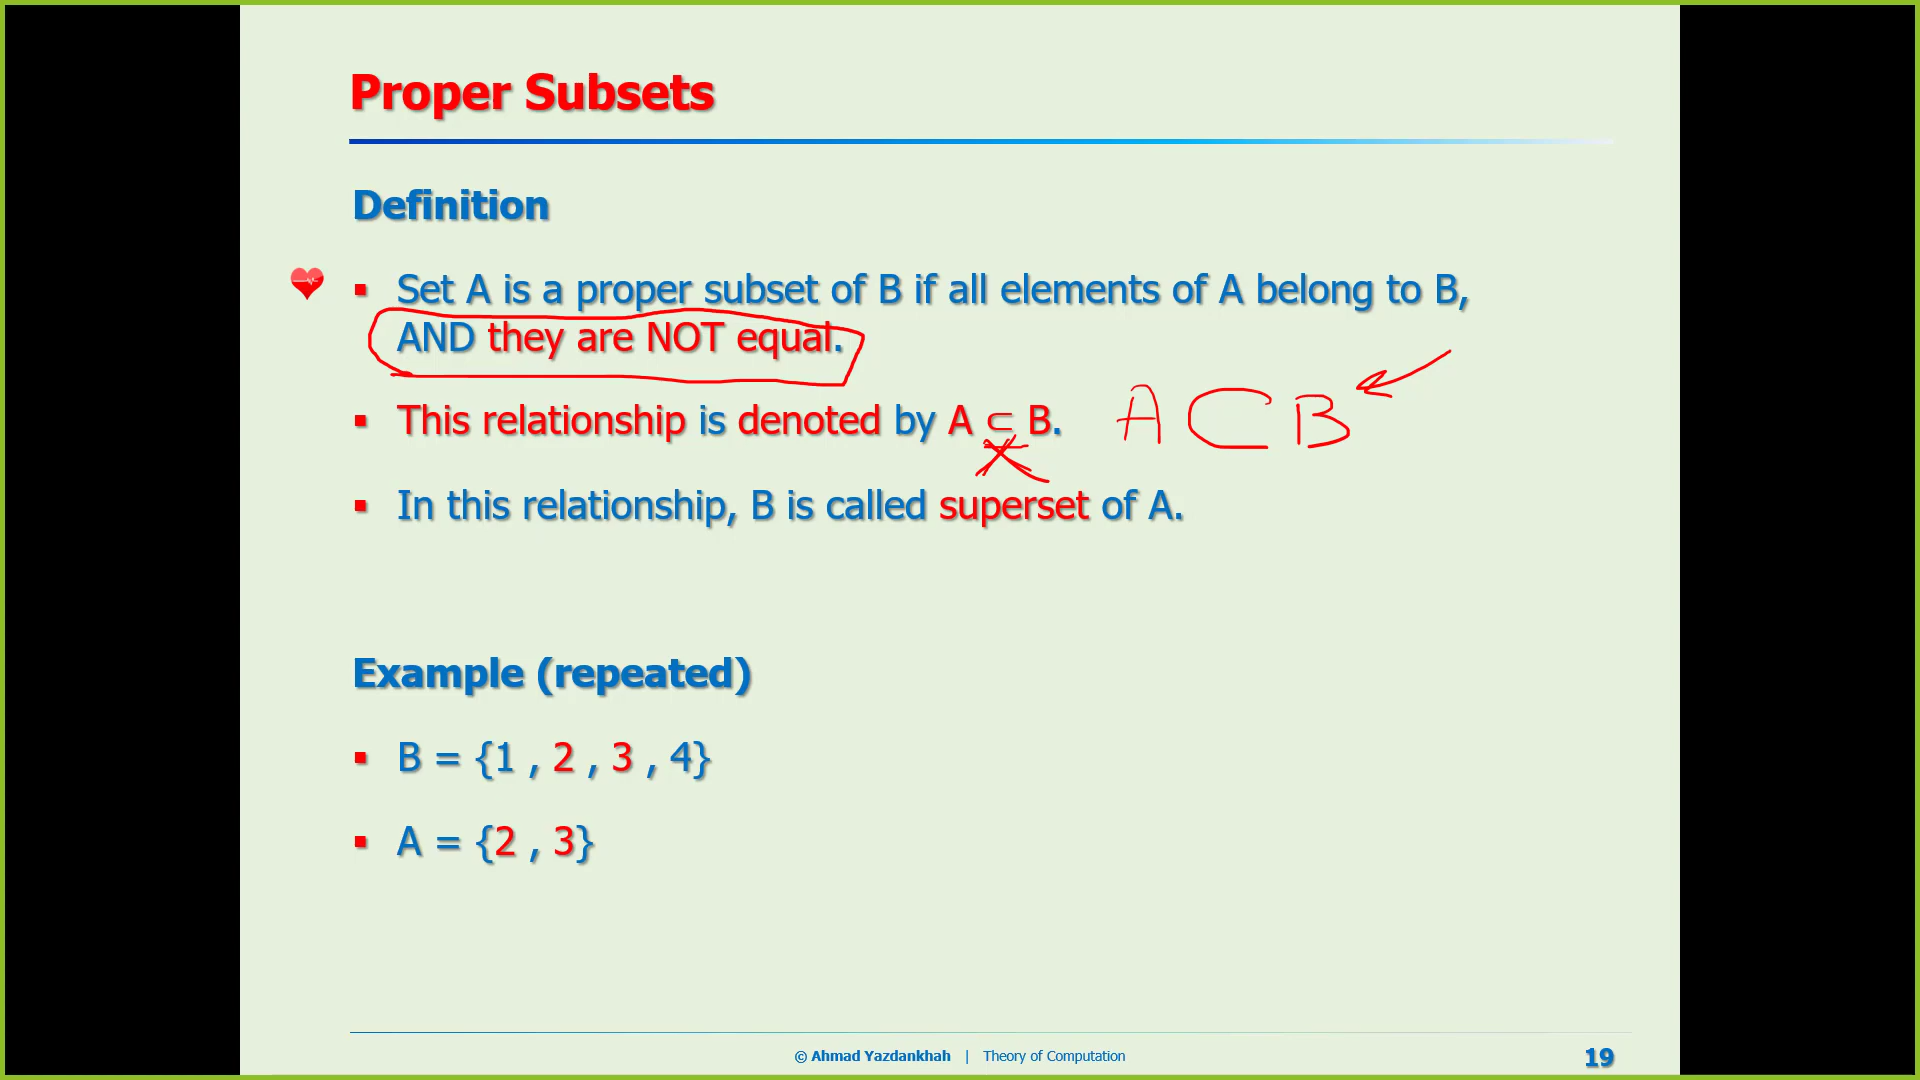 Proper Subsets
Definition
▪ Set A is a proper subset of B if all elements of A belong to B,
AND they are NOT equal.
▪ This relationship is denoted by A ⊂ B. A ⊂ B
▪ In this relationship, B is called superset of A.
Example (repeated)
▪ B = {1 , 2 , 3 , 4}
▪ A = {2 , 3}
© Ahmad Yazdankhah | Theory of Computation 19